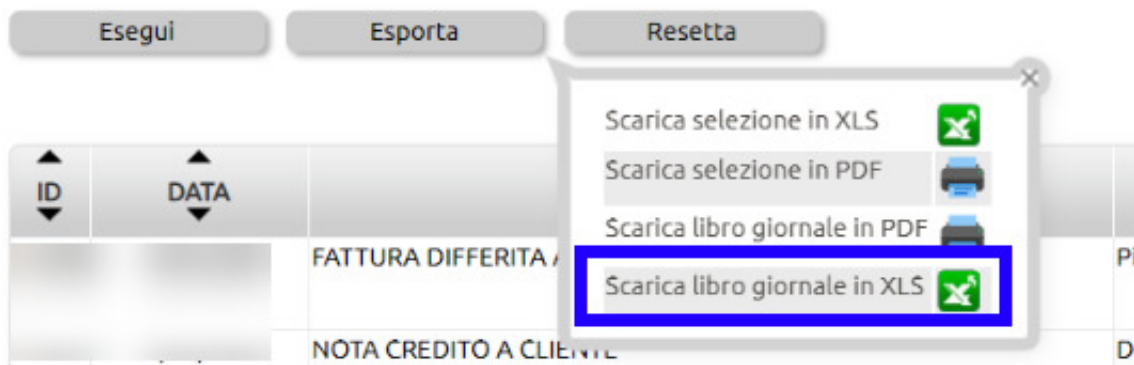 Esegui
Esporta
Resetta
Scarica selezione in XLS
Scarica selezione in PDF
Scarica libro giornale in PDF
Scarica libro giornale in XLS
ID
DATA
FATTURA DIFFERITA A
NOTA CREDITO A CLIENTE